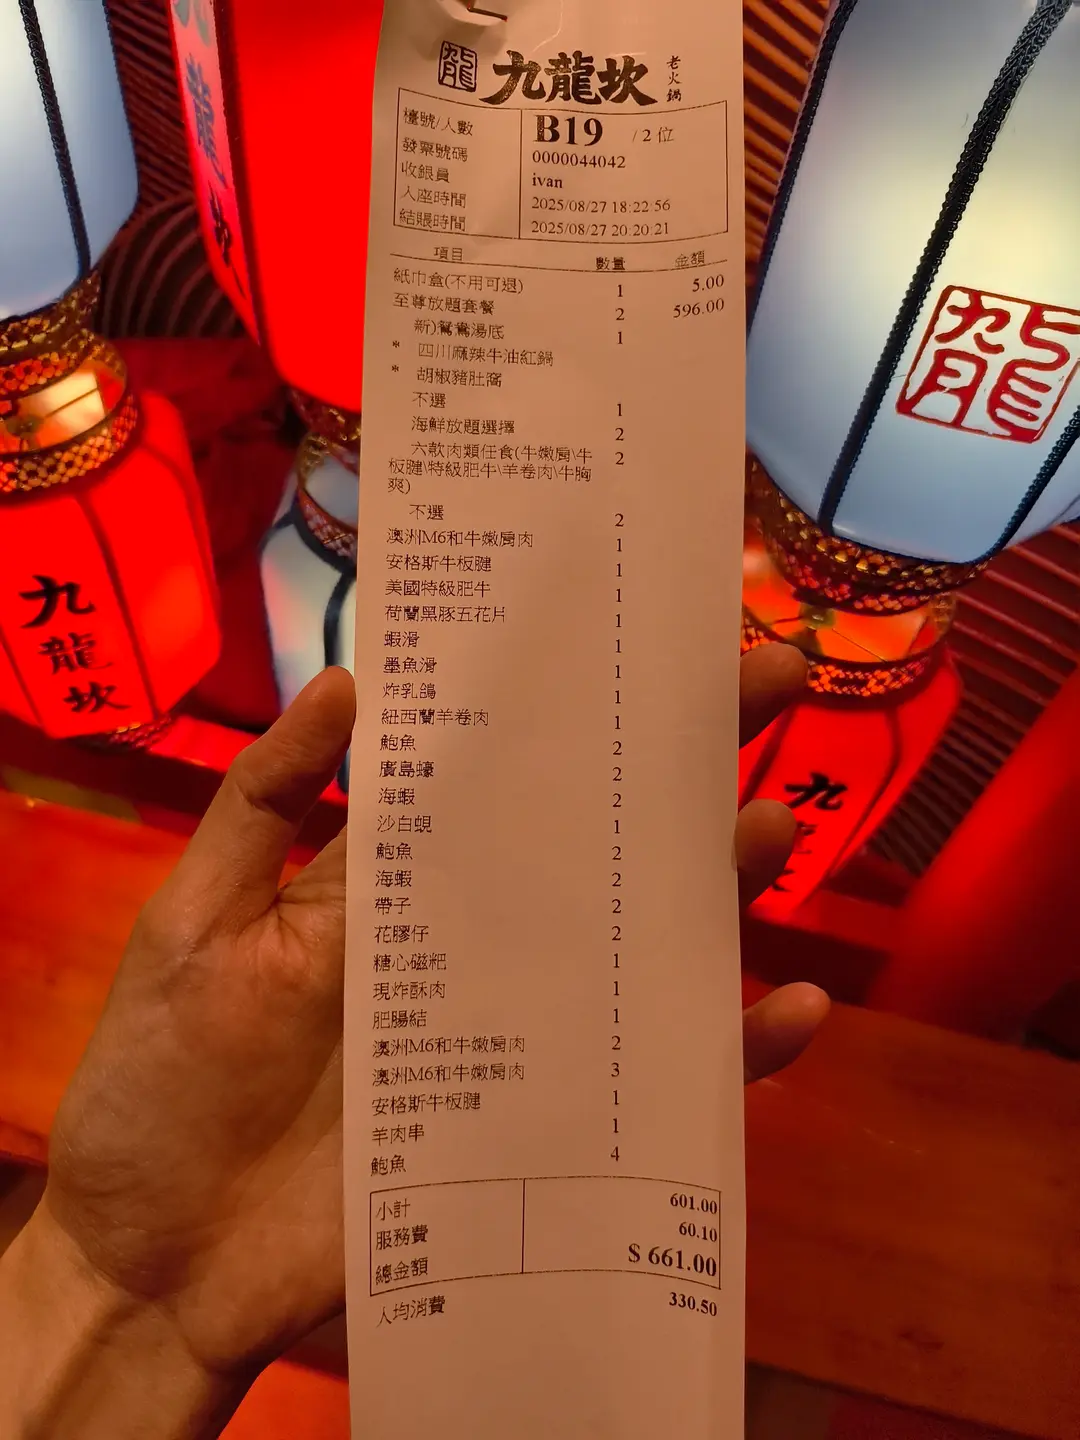 龍 九龍坎 老火鍋
檯號/人數 B19 / 2 位
發票號碼 0000044042
收銀員 ivan
入座時間 2025/08/27 18:22:56
結賬時間 2025/08/27 20:20:21
項目 數量 金額
紙巾盒(不用可退) 1 5.00
至尊放題套餐 2 596.00
新)鴛鴦湯底 1
* 四川麻辣牛油紅鍋
* 胡椒豬肚窩
不選 1
海鮮放題選擇 2
六款肉類任食(牛嫩肩\牛 2
板腱\特級肥牛\羊卷肉\牛胸
爽)
不選 2
澳洲M6和牛嫩肩肉 1
安格斯牛板腱 1
美國特級肥牛 1
荷蘭黑豚五花片 1
蝦滑 1
墨魚滑 1
炸乳鴿 1
紐西蘭羊卷肉 1
鮑魚 2
廣島蠔 2
海蝦 2
沙白蜆 1
鮑魚 2
海蝦 2
帶子 2
花膠仔 2
糖心磁粑 1
現炸酥肉 1
肥腸結 1
澳洲M6和牛嫩肩肉 2
澳洲M6和牛嫩肩肉 3
安格斯牛板腱 1
羊肉串 1
鮑魚 4
小計 601.00
服務費 60.10
總金額 $ 661.00
人均消費 330.50
九龍坎
龍
九龍坎
九